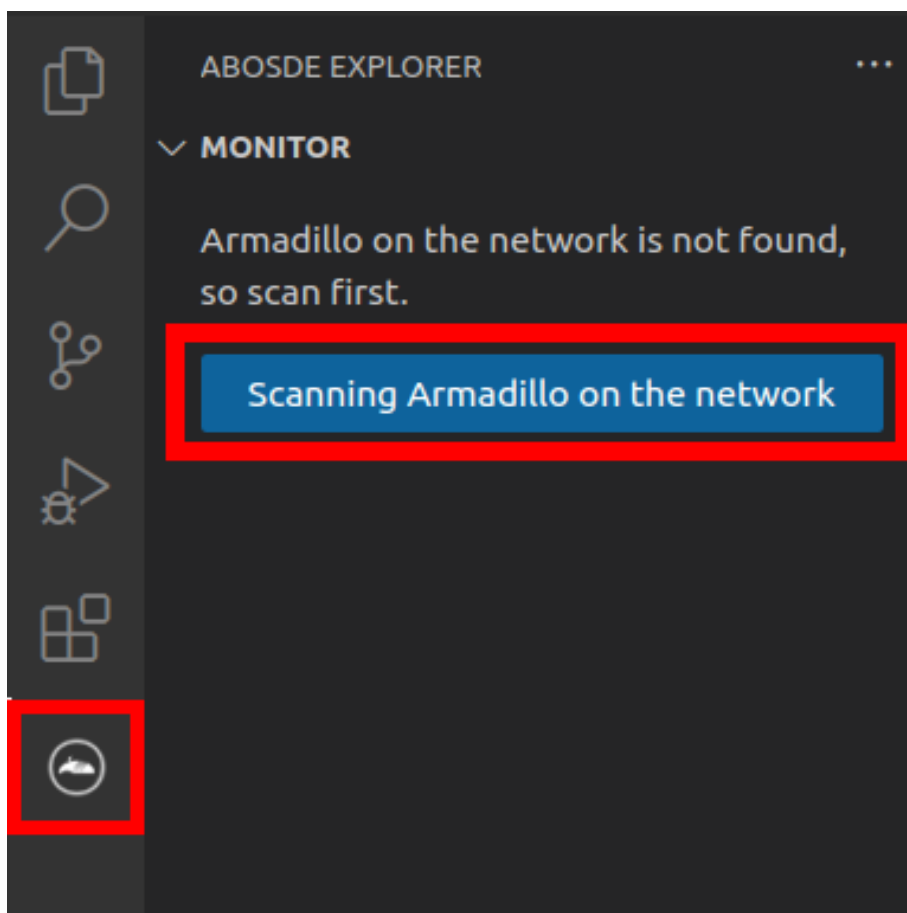 ABOSDE EXPLORER
MONITOR
Armadillo on the network is not found,
so scan first.
Scanning Armadillo on the network